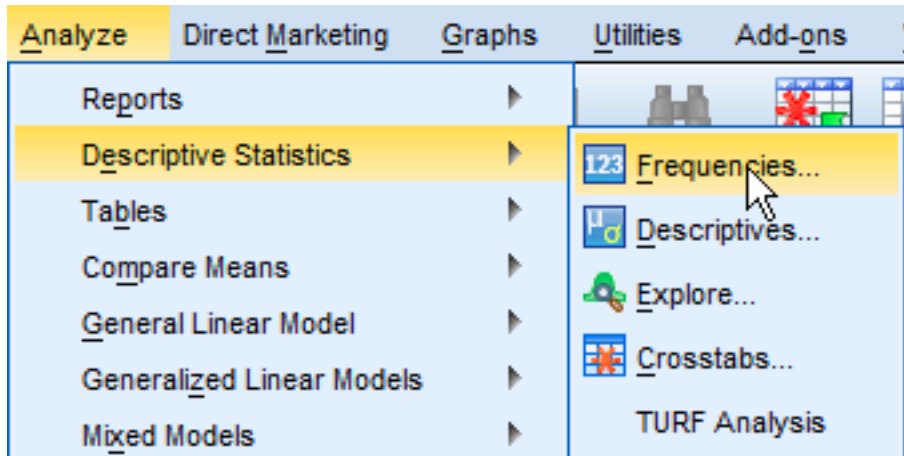 Analyze Direct Marketing Graphs Utilities Add-ons
Reports
Descriptive Statistics
Tables
Compare Means
General Linear Model
Generalized Linear Models
Mixed Models
123 Frequencies...
μσ Descriptives...
Explore...
Crosstabs...
TURF Analysis